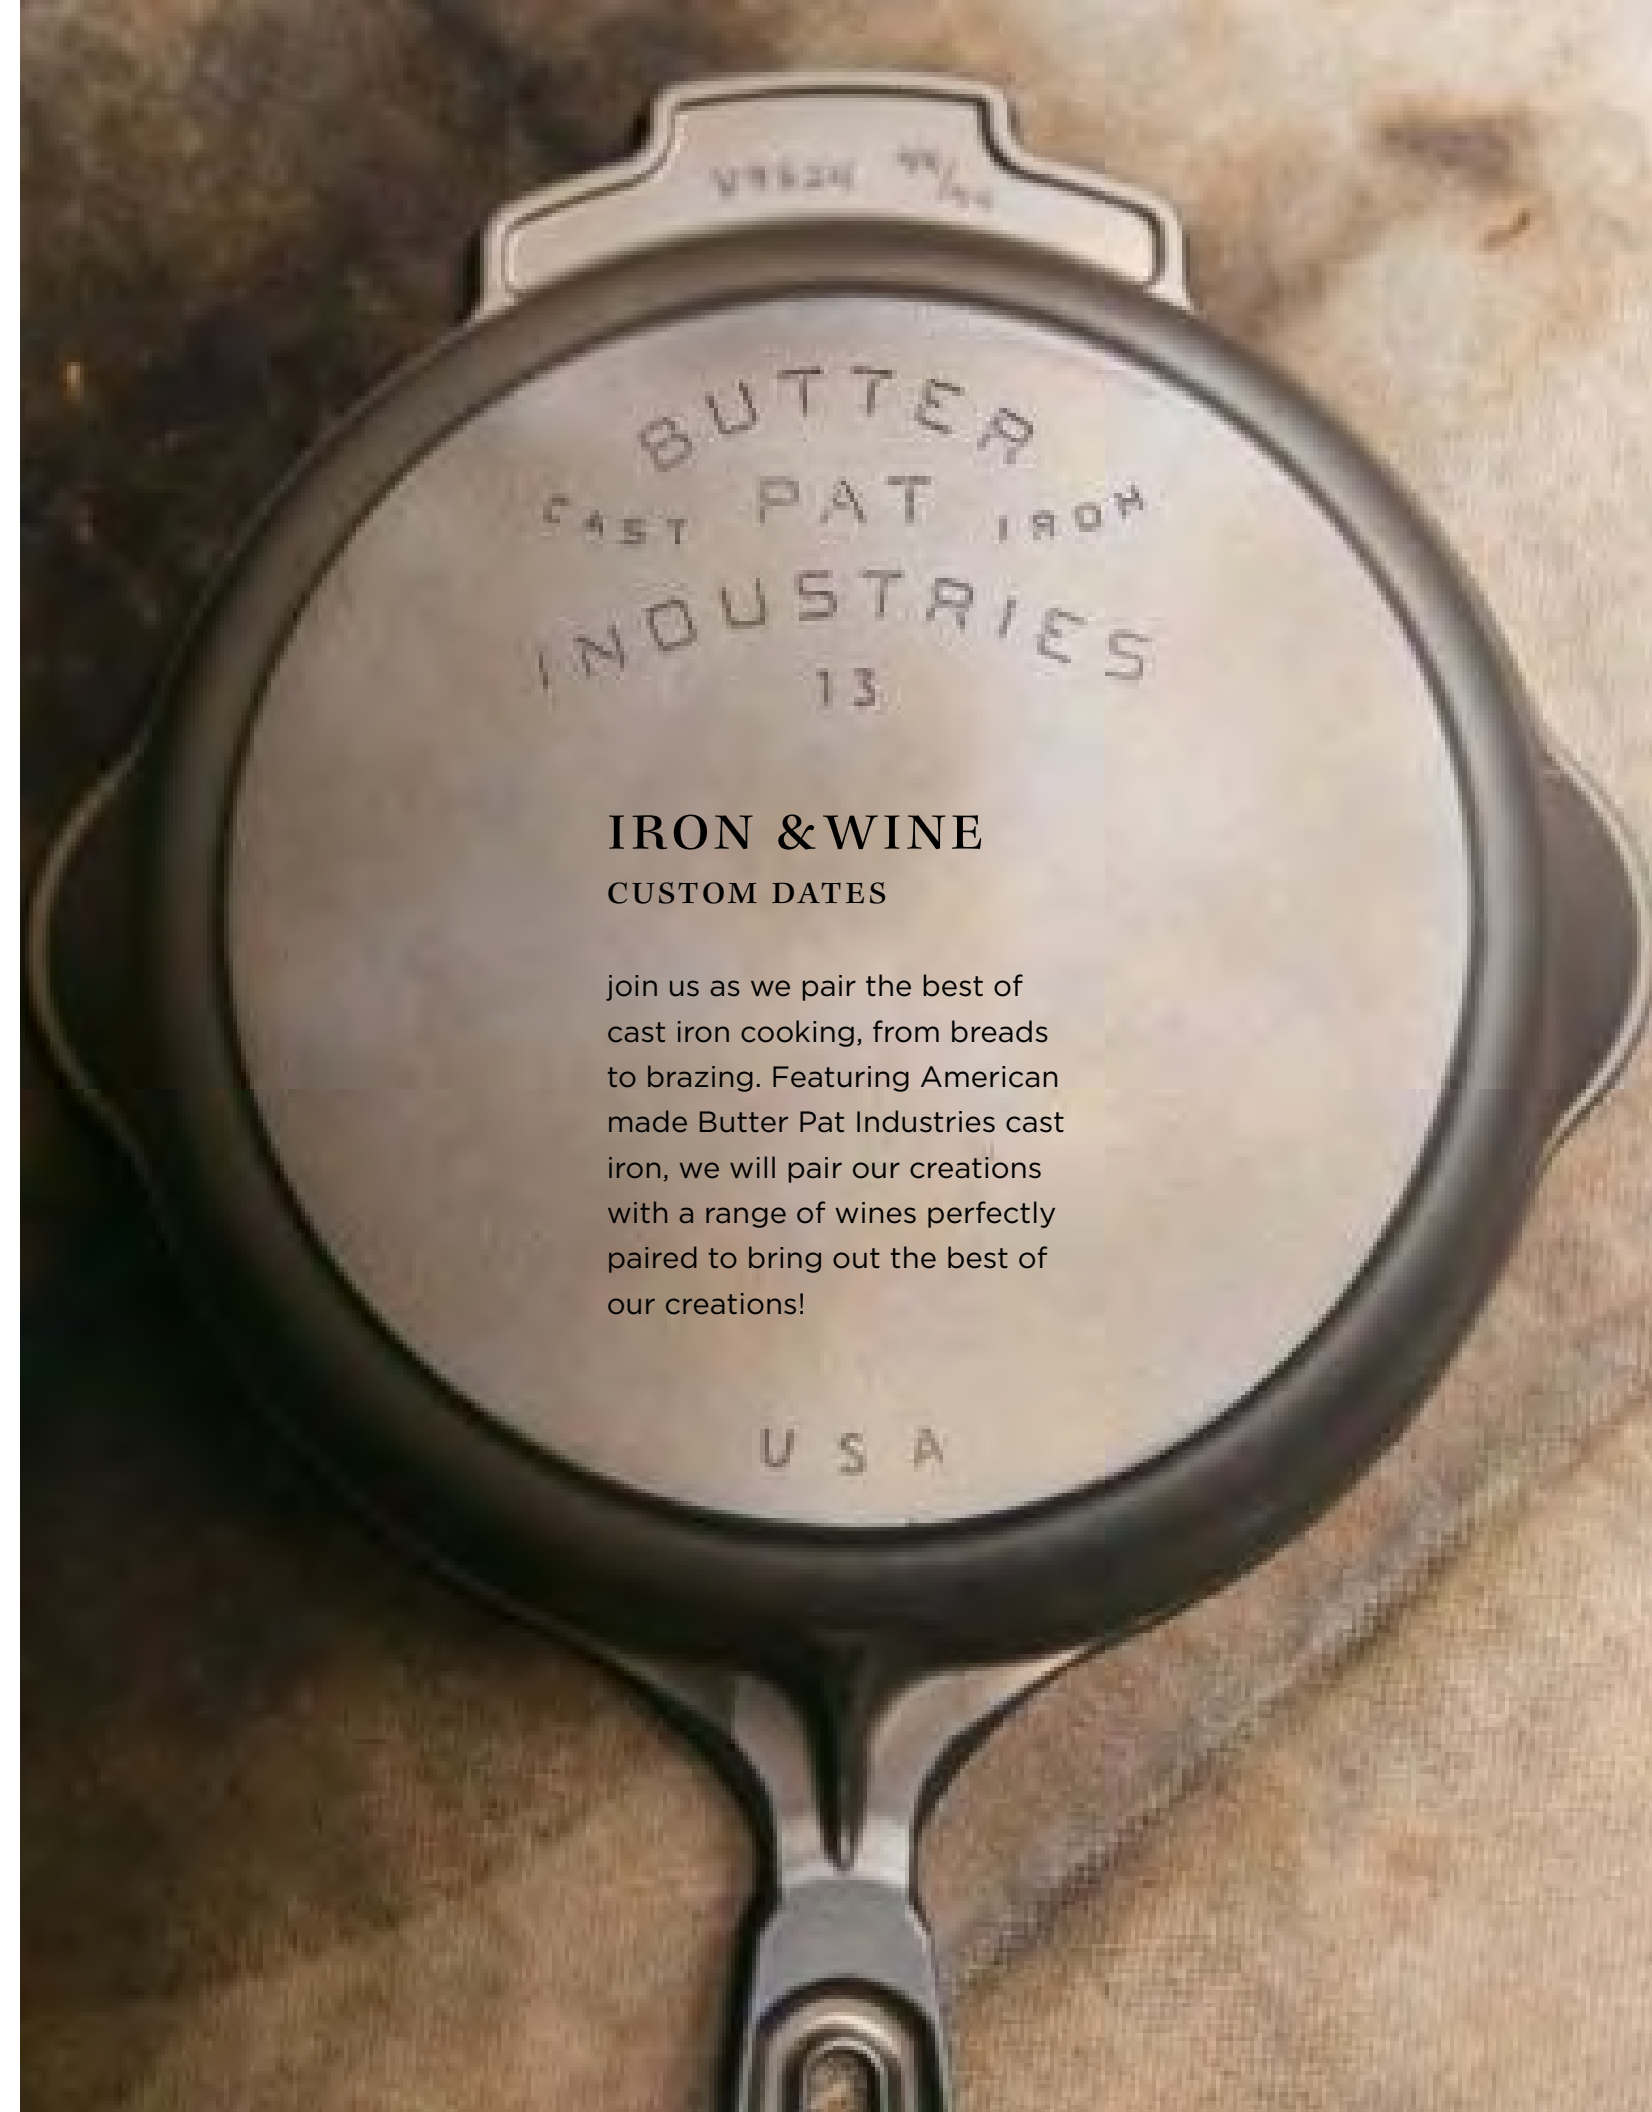 BUTTER
CAST PAT IRON
INDUSTRIES
13
IRON &WINE
CUSTOM DATES
join us as we pair the best of
cast iron cooking, from breads
to brazing. Featuring American
made Butter Pat Industries cast
iron, we will pair our creations
with a range of wines perfectly
paired to bring out the best of
our creations!
U S A